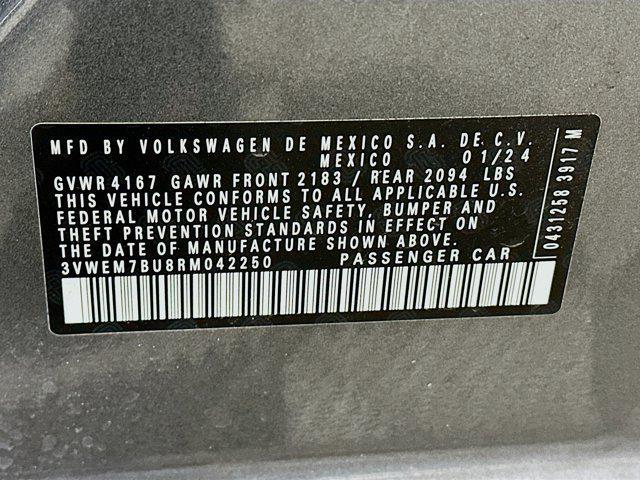 MFD BY VOLKSWAGEN DE MEXICO S.A. DE C.V.
MEXICO 01/24
GVWR 4167 GAWR FRONT 2183 / REAR 2094 LBS
THIS VEHICLE CONFORMS TO ALL APPLICABLE U.S.
FEDERAL MOTOR VEHICLE SAFETY, BUMPER AND
THEFT PREVENTION STANDARDS IN EFFECT ON
THE DATE OF MANUFACTURE SHOWN ABOVE.
3VWEM7BU8RM042250 PASSENGER CAR
0431258 3917 M